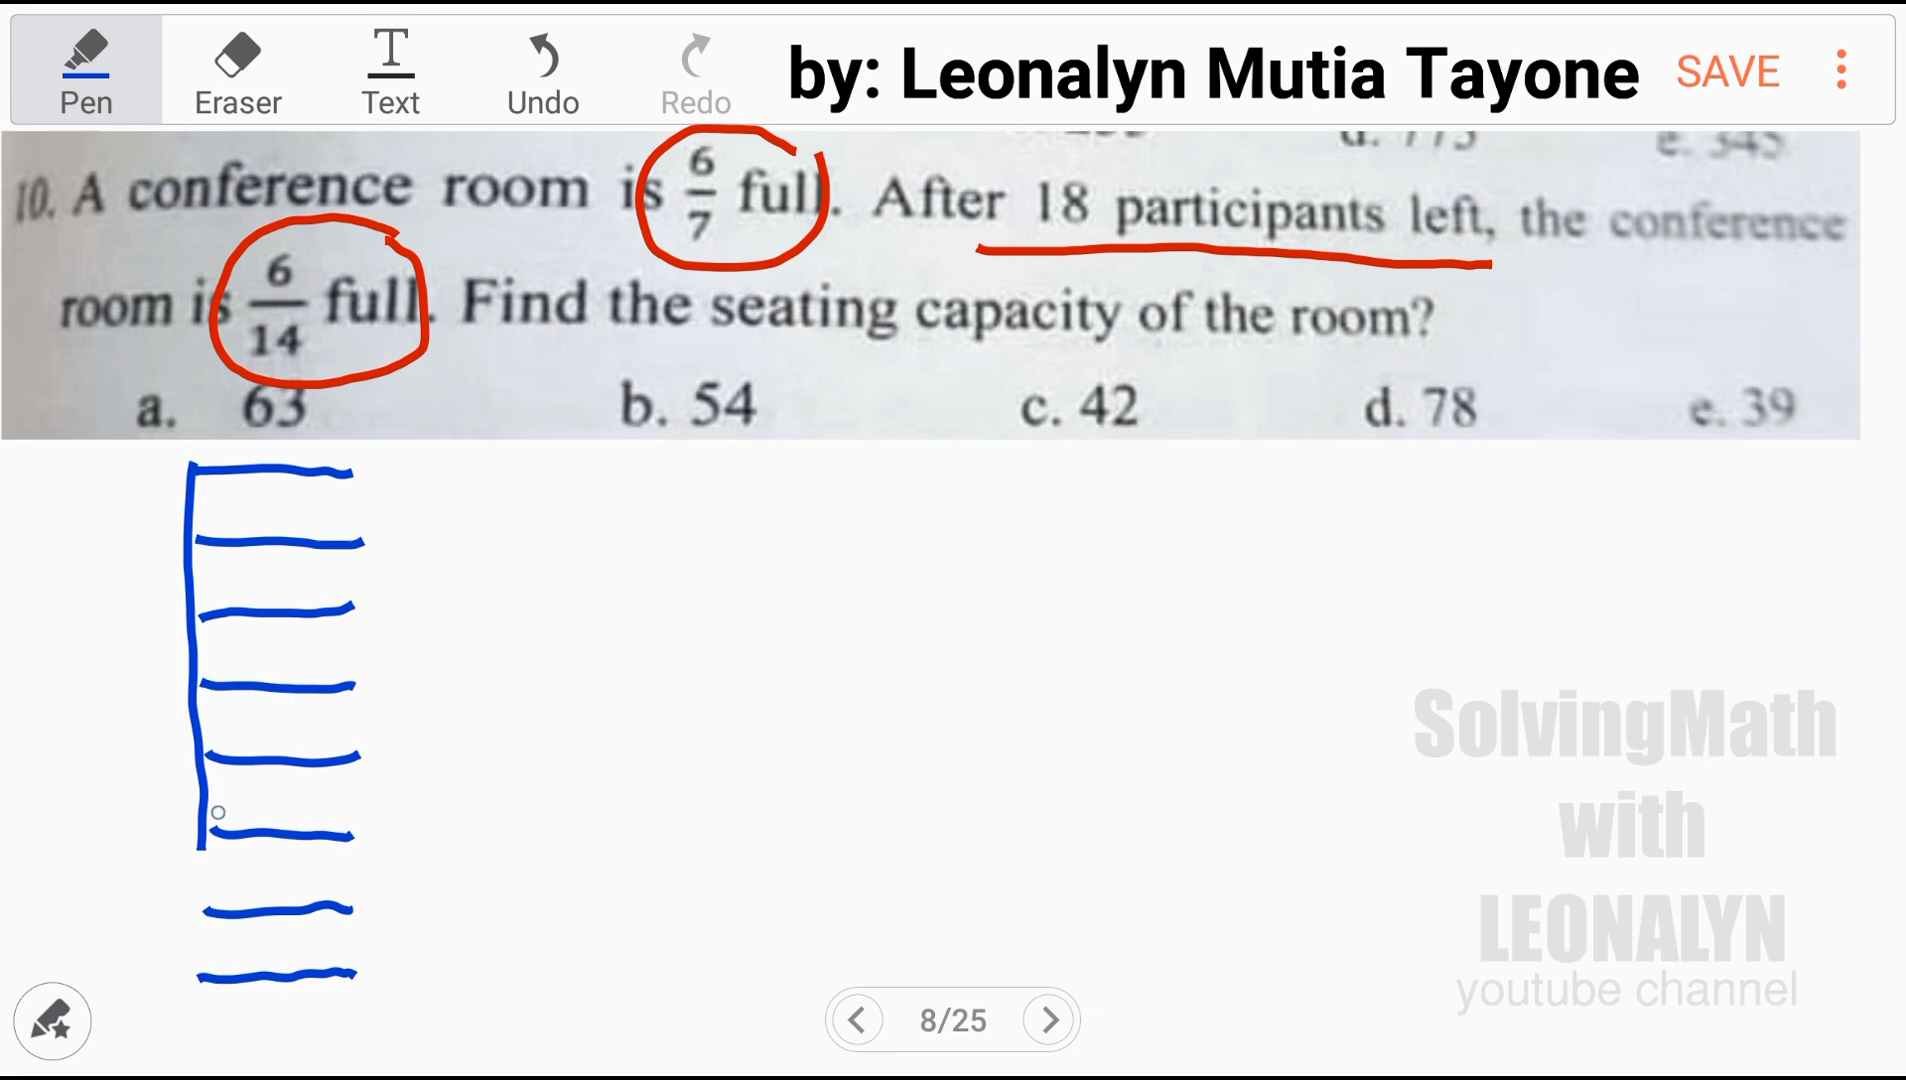 Pen Eraser Text Undo Redo by: Leonalyn Mutia Tayone SAVE
e. 345
10. A conference room is 6/7 full. After 18 participants left, the conference
room is 6/14 full. Find the seating capacity of the room?
a. 63 b. 54 c. 42 d. 78 e. 39
SolvingMath
with
LEONALYN
youtube channel
8/25